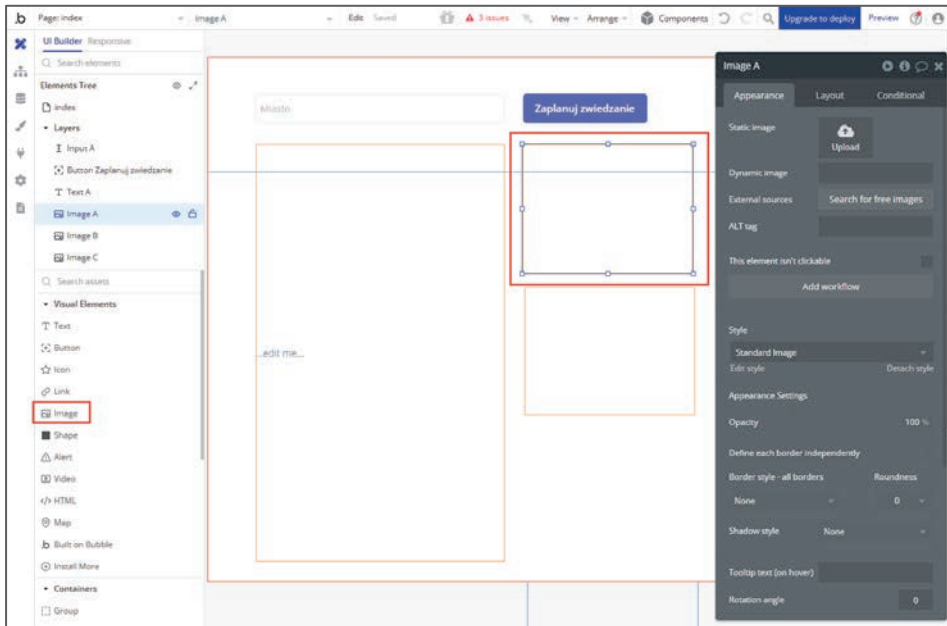 b Page: index Image A Edit Saved 3 issues View Arrange Components Upgrade to deploy Preview
UI Builder Responsive
Search elements
Elements Tree
index
Layers
Input A
Button Zaplanuj zwiedzanie
Text A
Image A
Image B
Image C
Search assets
Visual Elements
Text
Button
Icon
Link
Image
Shape
Alert
Video
</> HTML
Map
b Built on Bubble
Install More
Containers
Group
Miasto
Zaplanuj zwiedzanie
...edit me...
Image A
Appearance Layout Conditional
Static image
Upload
Dynamic image
External sources Search for free images
ALT tag
This element isn't clickable
Add workflow
Style
Standard Image
Edit style Detach style
Appearance Settings
Opacity 100 %
Define each border independently
Border style - all borders Roundness
None 0
Shadow style None
Tooltip text (on hover)
Rotation angle 0